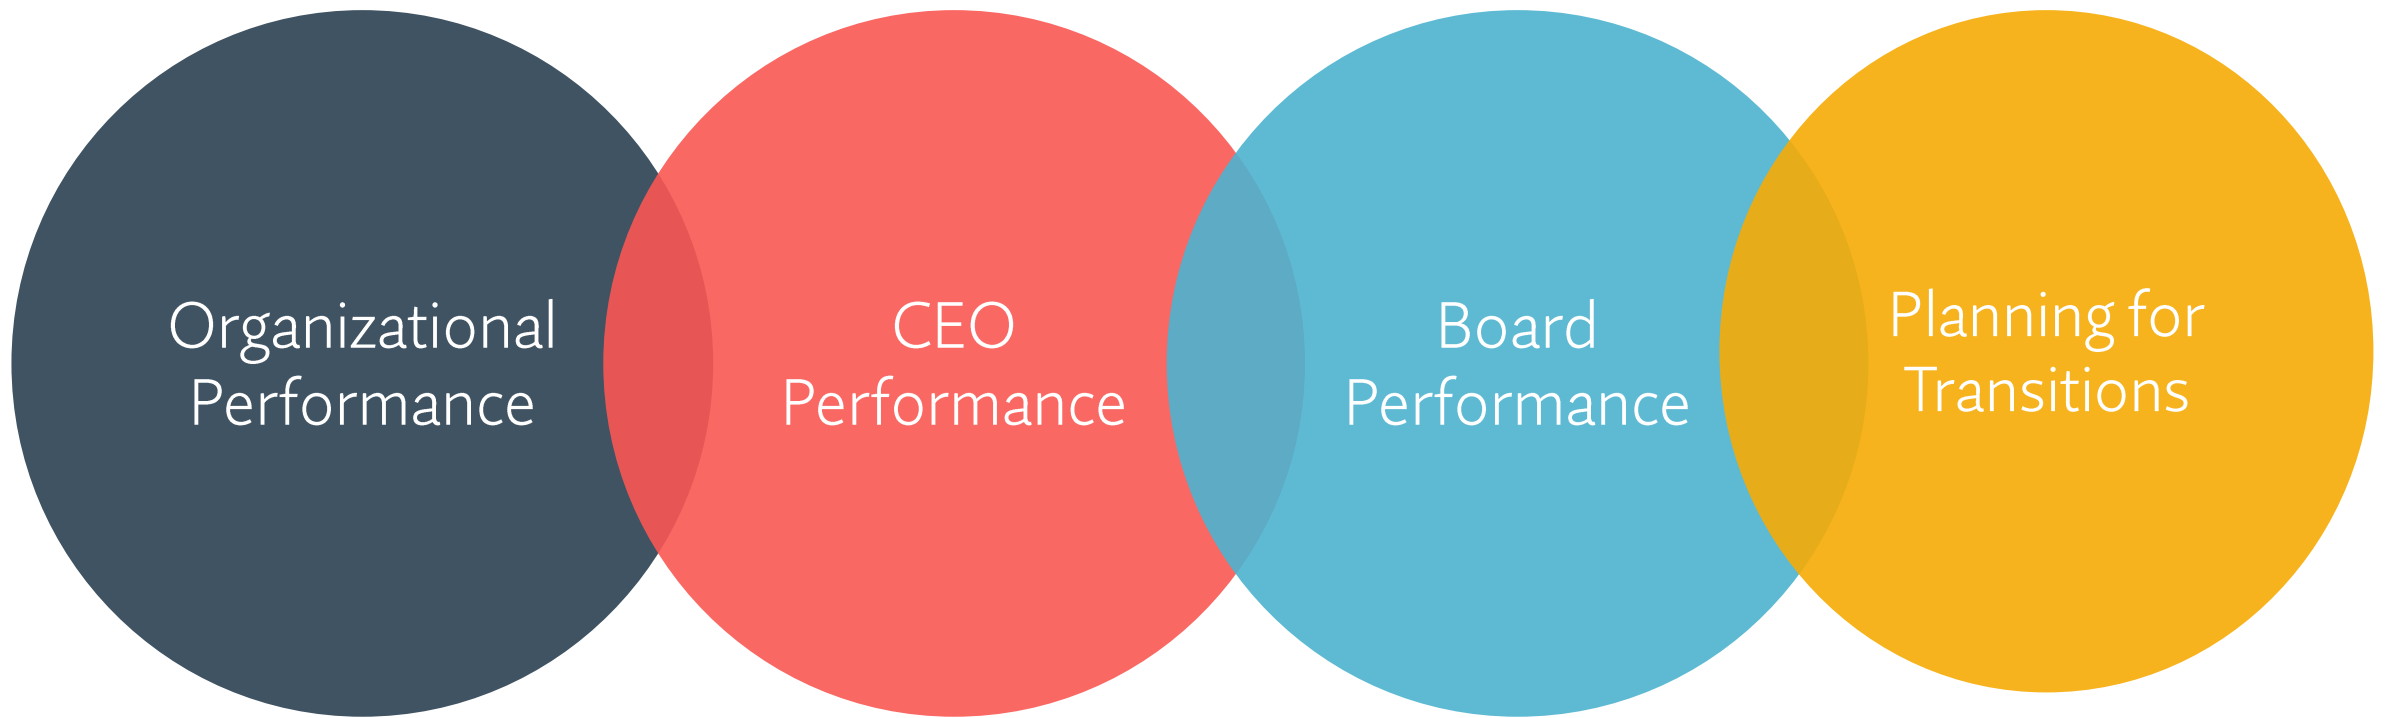 Organizational
Performance
CEO
Performance
Board
Performance
Planning for
Transitions